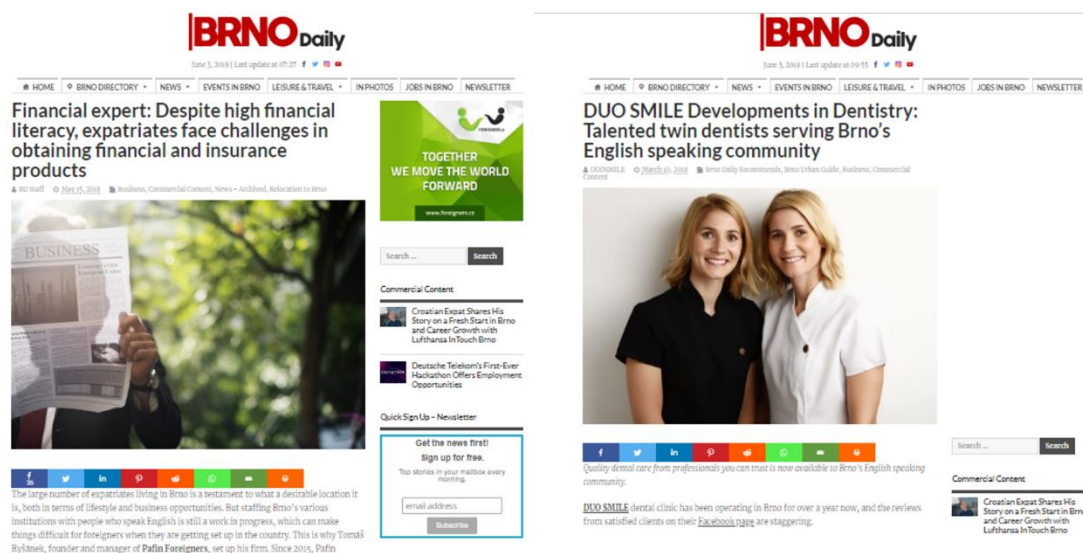 BRNO Daily
June 3, 2019 | Last update at 07:27
HOME BRNO DIRECTORY NEWS EVENTS IN BRNO LEISURE & TRAVEL IN PHOTOS JOBS IN BRNO NEWSLETTER
Financial expert: Despite high financial
literacy, expatriates face challenges in
obtaining financial and insurance
products
BD Staff May 15, 2018 Business, Commercial Content, News – Archived, Relocation to Brno
BUSINESS
The large number of expatriates living in Brno is a testament to what a desirable location it
is, both in terms of lifestyle and business opportunities. But staffing Brno's various
institutions with people who speak English is still a work in progress, which can make
things difficult for foreigners when they are getting set up in the country. This is why Tomáš
Ryšánek, founder and manager of Pafin Foreigners, set up his firm. Since 2015, Pafin
FOREIGNERS.cz
TOGETHER
WE MOVE THE WORLD
FORWARD
www.foreigners.cz
Search ... Search
Commercial Content
Croatian Expat Shares His
Story on a Fresh Start in Brno
and Career Growth with
Lufthansa InTouch Brno
Deutsche Telekom's First-Ever
Hackathon Offers Employment
Opportunities
Quick Sign Up – Newsletter
Get the news first!
Sign up for free.
Top stories in your mailbox every
morning.
email address
Subscribe
BRNO Daily
June 3, 2019 | Last update at 09:55
HOME BRNO DIRECTORY NEWS EVENTS IN BRNO LEISURE & TRAVEL IN PHOTOS JOBS IN BRNO NEWSLETTER
DUO SMILE Developments in Dentistry:
Talented twin dentists serving Brno's
English speaking community
DUOSMILE March 10, 2018 Brno Daily Recommends, Brno Urban Guide, Business, Commercial
Content
Quality dental care from professionals you can trust is now available to Brno's English speaking
community.
DUO SMILE dental clinic has been operating in Brno for over a year now, and the reviews
from satisfied clients on their Facebook page are staggering.
Search ... Search
Commercial Content
Croatian Expat Shares His
Story on a Fresh Start in Brno
and Career Growth with
Lufthansa InTouch Brno